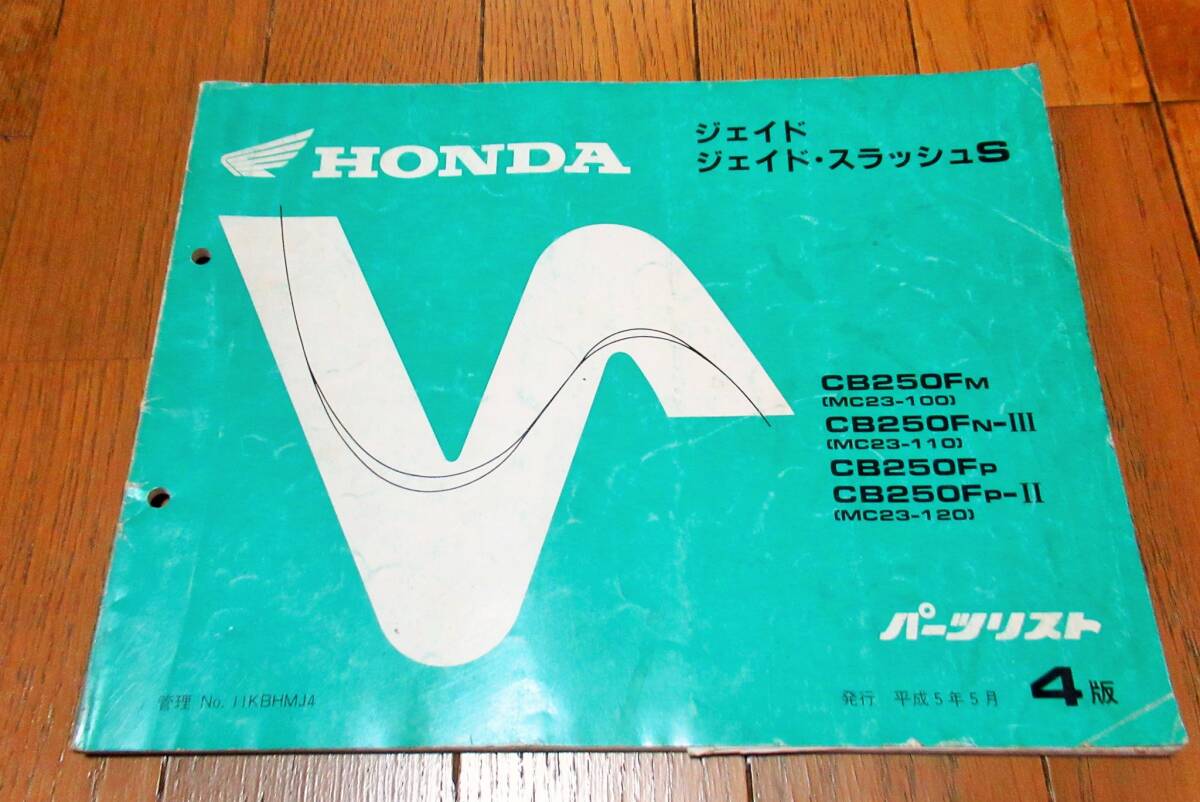 HONDA
ジェイド
ジェイド・スラッシュS
CB250FM
(MC23-100)
CB250FN-III
(MC23-110)
CB250FP
CB250FP-II
(MC23-120)
パーツリスト
管理 No. 11KBHMJ4
発行 平成5年5月 4版